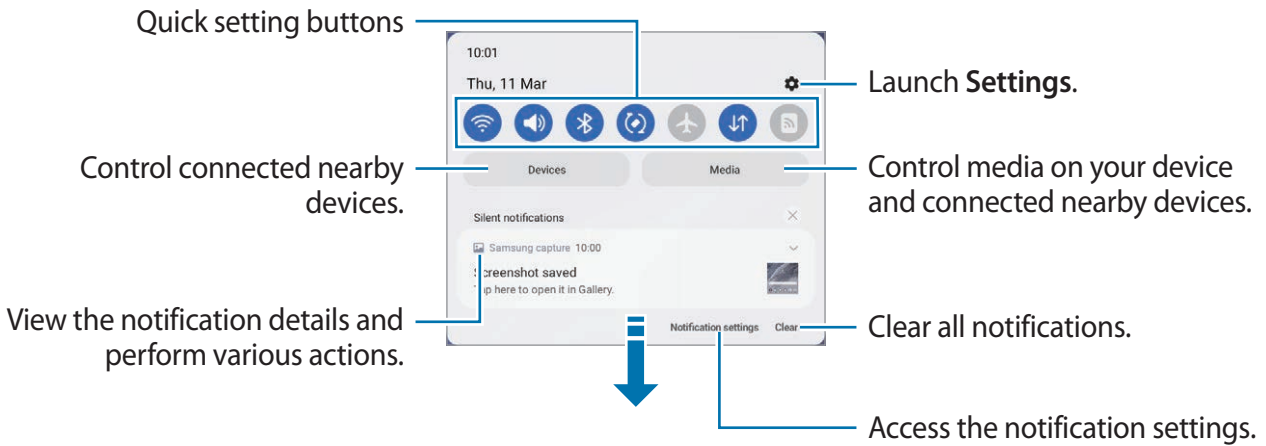 Quick setting buttons
10:01
Thu, 11 Mar
Launch Settings.
Control connected nearby
devices.
Devices
Media
Control media on your device
and connected nearby devices.
Silent notifications
Samsung capture 10:00
Screenshot saved
Tap here to open it in Gallery.
View the notification details and
perform various actions.
Notification settings
Clear
Clear all notifications.
Access the notification settings.